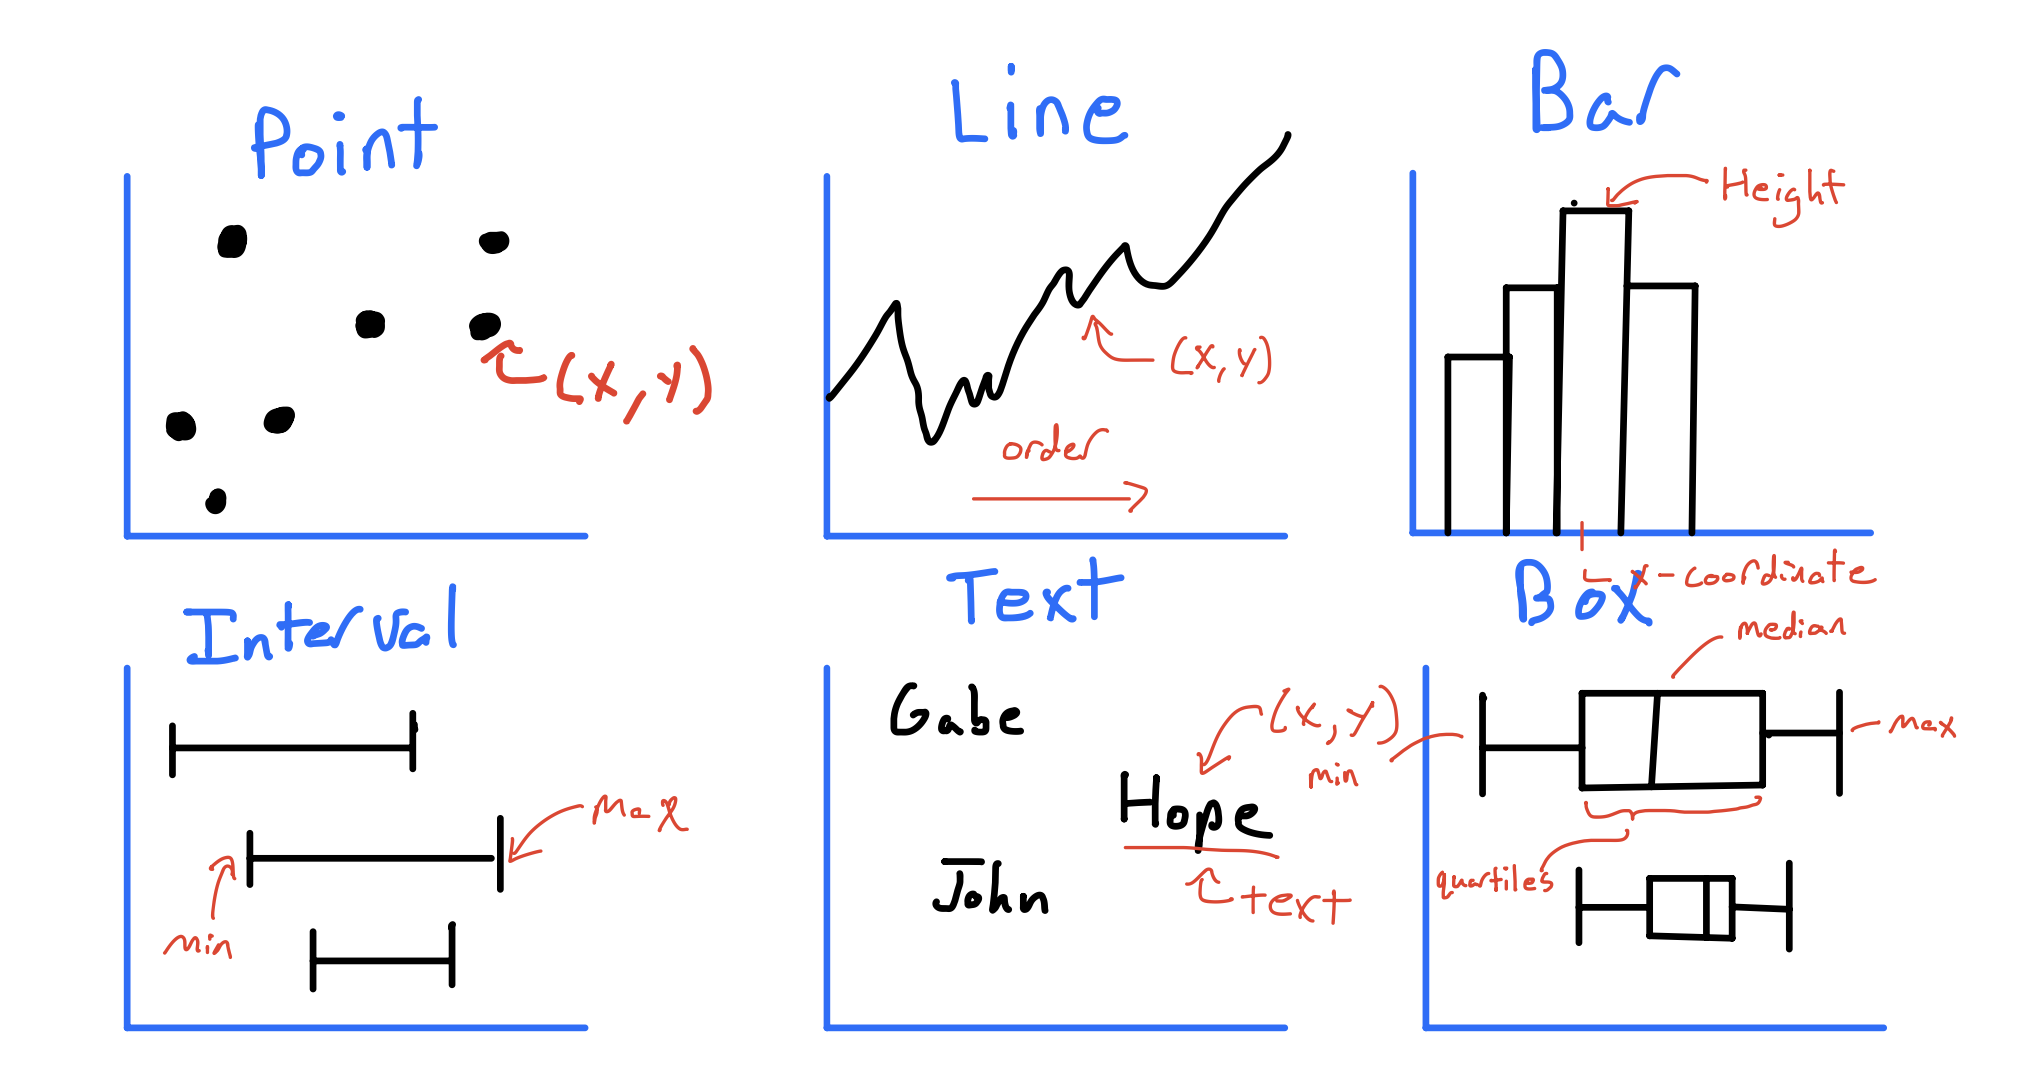 Point
(x,y)
Line
(x,y)
order
Bar
Height
x-coordinate
Interval
max
min
Text
Gabe
Hope
John
(x,y)
text
Box
median
min
max
quartiles